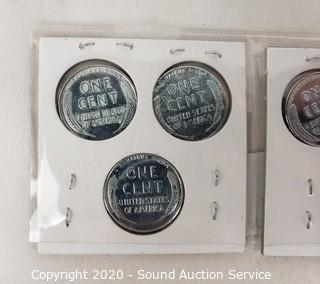 ONE
CENT
UNITED STATES
OF AMERICA
ONE
CENT
UNITED STATES
OF AMERICA
ONE
CENT
UNITED STATES
OF AMERICA
Copyright 2020 - Sound Auction Service